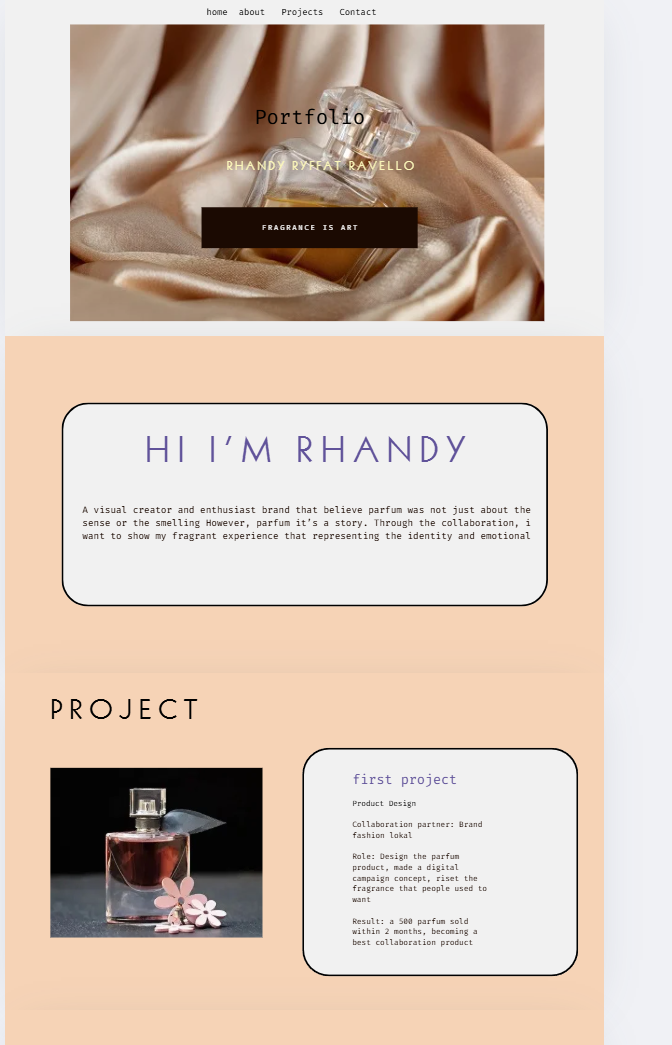 home about Projects Contact
Portfolio
RHANDY RYFFAT RAVELLO
FRAGRANCE IS ART
HI I’M RHANDY
A visual creator and enthusiast brand that believe parfum was not just about the
sense or the smelling However, parfum it’s a story. Through the collaboration, i
want to show my fragrant experience that representing the identity and emotional
PROJECT
first project
Product Design
Collaboration partner: Brand
fashion lokal
Role: Design the parfum
product, made a digital
campaign concept, riset the
fragrance that people used to
want
Result: a 500 parfum sold
within 2 months, becoming a
best collaboration product